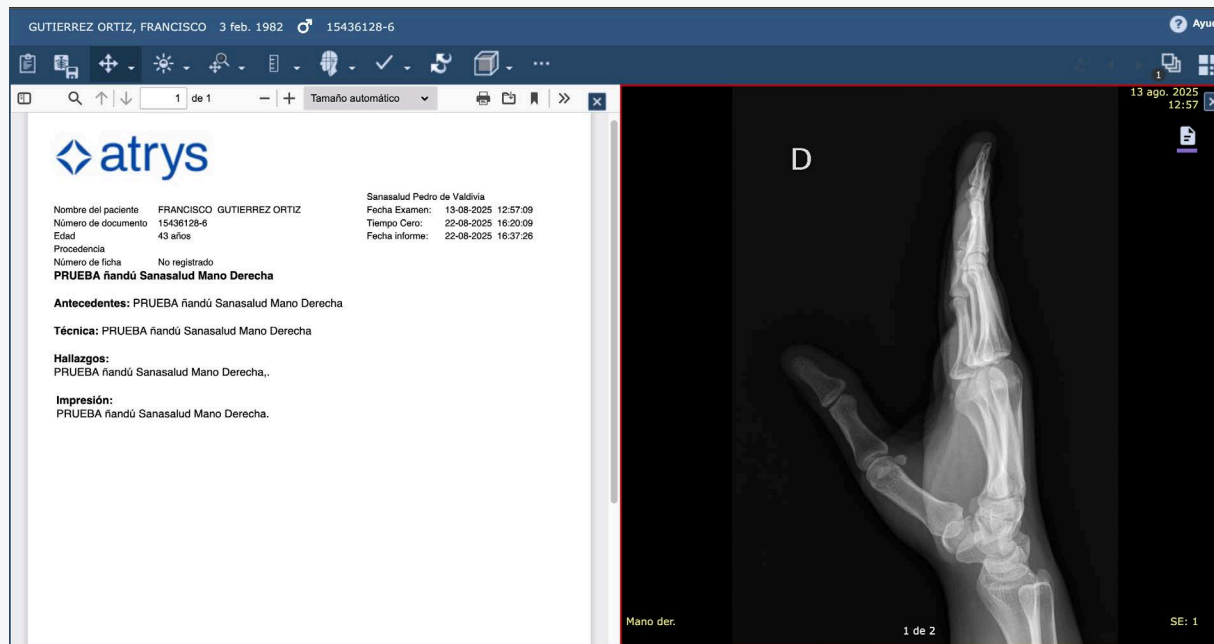 GUTIERREZ ORTIZ, FRANCISCO 3 feb. 1982 ♂ 15436128-6
1
1 de 1
Tamaño automático
atrys
Sanasalud Pedro de Valdivia
Nombre del paciente FRANCISCO GUTIERREZ ORTIZ Fecha Examen: 13-08-2025 12:57:09
Número de documento 15436128-6 Tiempo Cero: 22-08-2025 16:20:09
Edad 43 años Fecha informe: 22-08-2025 16:37:26
Procedencia
Número de ficha No registrado
PRUEBA ñandú Sanasalud Mano Derecha
Antecedentes: PRUEBA ñandú Sanasalud Mano Derecha
Técnica: PRUEBA ñandú Sanasalud Mano Derecha
Hallazgos:
PRUEBA ñandú Sanasalud Mano Derecha,.
Impresión:
PRUEBA ñandú Sanasalud Mano Derecha.
13 ago. 2025
12:57
D
Mano der.
1 de 2
SE: 1